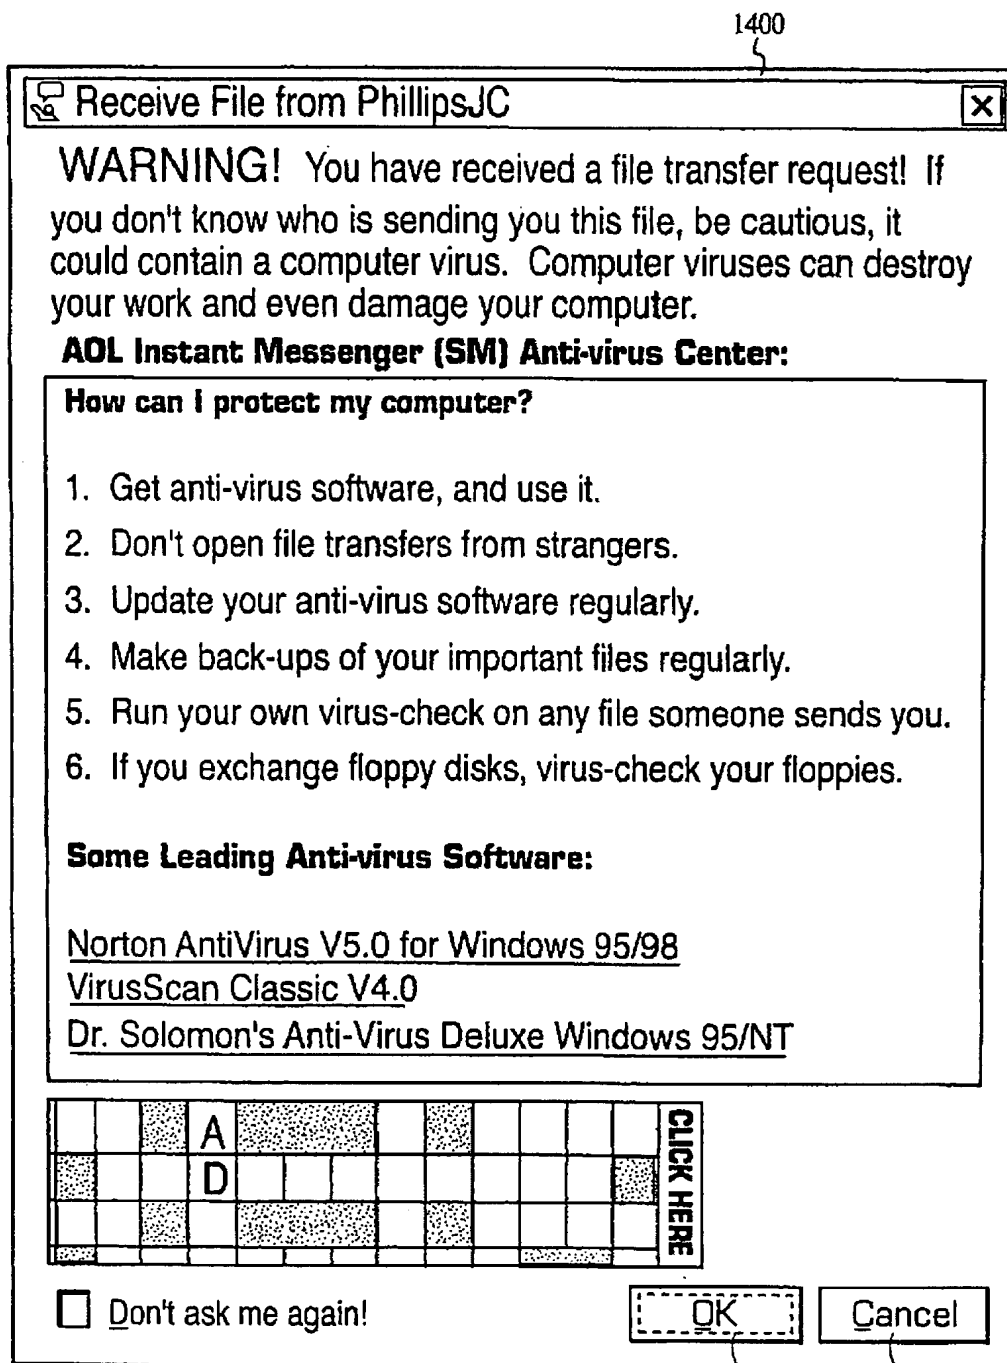 1400
Receive File from PhillipsJC
WARNING! You have received a file transfer request! If
you don't know who is sending you this file, be cautious, it
could contain a computer virus. Computer viruses can destroy
your work and even damage your computer.
AOL Instant Messenger (SM) Anti-virus Center:
How can I protect my computer?
1. Get anti-virus software, and use it.
2. Don't open file transfers from strangers.
3. Update your anti-virus software regularly.
4. Make back-ups of your important files regularly.
5. Run your own virus-check on any file someone sends you.
6. If you exchange floppy disks, virus-check your floppies.
Some Leading Anti-virus Software:
Norton AntiVirus V5.0 for Windows 95/98
VirusScan Classic V4.0
Dr. Solomon's Anti-Virus Deluxe Windows 95/NT
A
D
CLICK HERE
Don't ask me again!
OK
Cancel